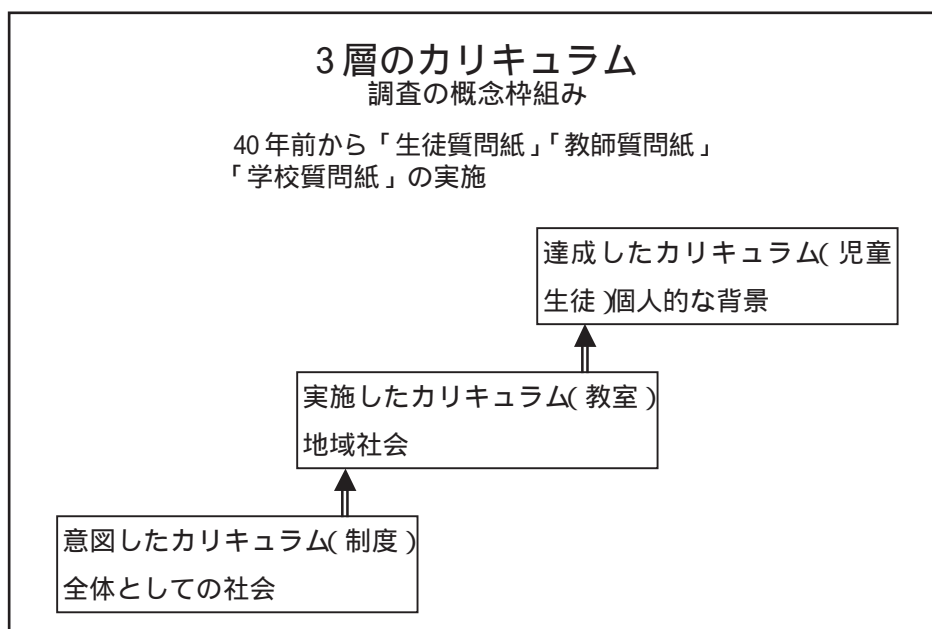 3層のカリキュラム
調査の概念枠組み
40年前から「生徒質問紙」「教師質問紙」
「学校質問紙」の実施
達成したカリキュラム(児童
生徒)個人的な背景
実施したカリキュラム(教室)
地域社会
意図したカリキュラム(制度)
全体としての社会